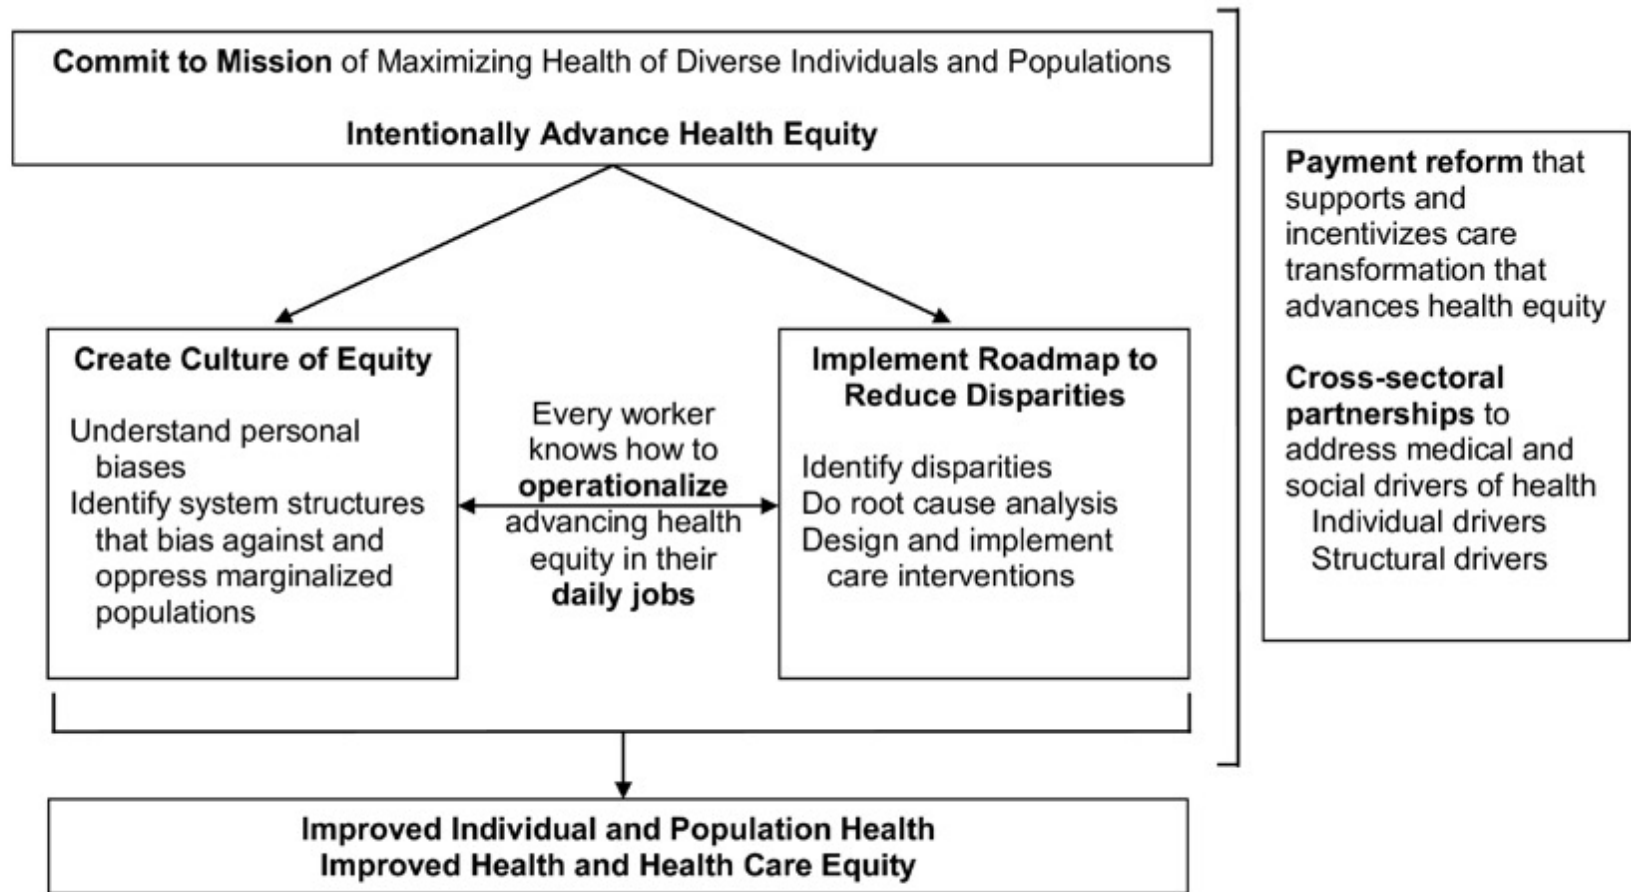 Commit to Mission of Maximizing Health of Diverse Individuals and Populations
Intentionally Advance Health Equity
Create Culture of Equity
Understand personal
biases
Identify system structures
that bias against and
oppress marginalized
populations
Every worker
knows how to
operationalize
advancing health
equity in their
daily jobs
Implement Roadmap to
Reduce Disparities
Identify disparities
Do root cause analysis
Design and implement
care interventions
Improved Individual and Population Health
Improved Health and Health Care Equity
Payment reform that
supports and
incentivizes care
transformation that
advances health equity
Cross-sectoral
partnerships to
address medical and
social drivers of health
Individual drivers
Structural drivers